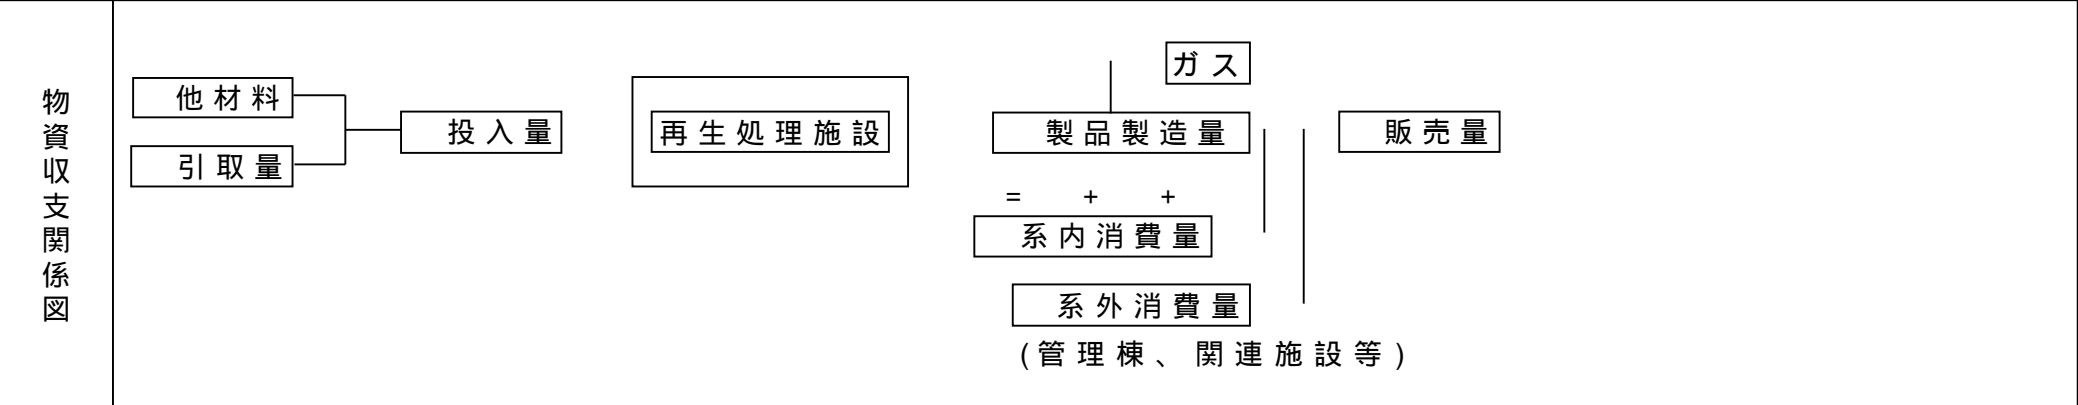 物資収支関係図
他材料
引取量
投入量
再生処理施設
ガス
製品製造量
販売量
= + +
系内消費量
系外消費量
(管理棟、関連施設等)